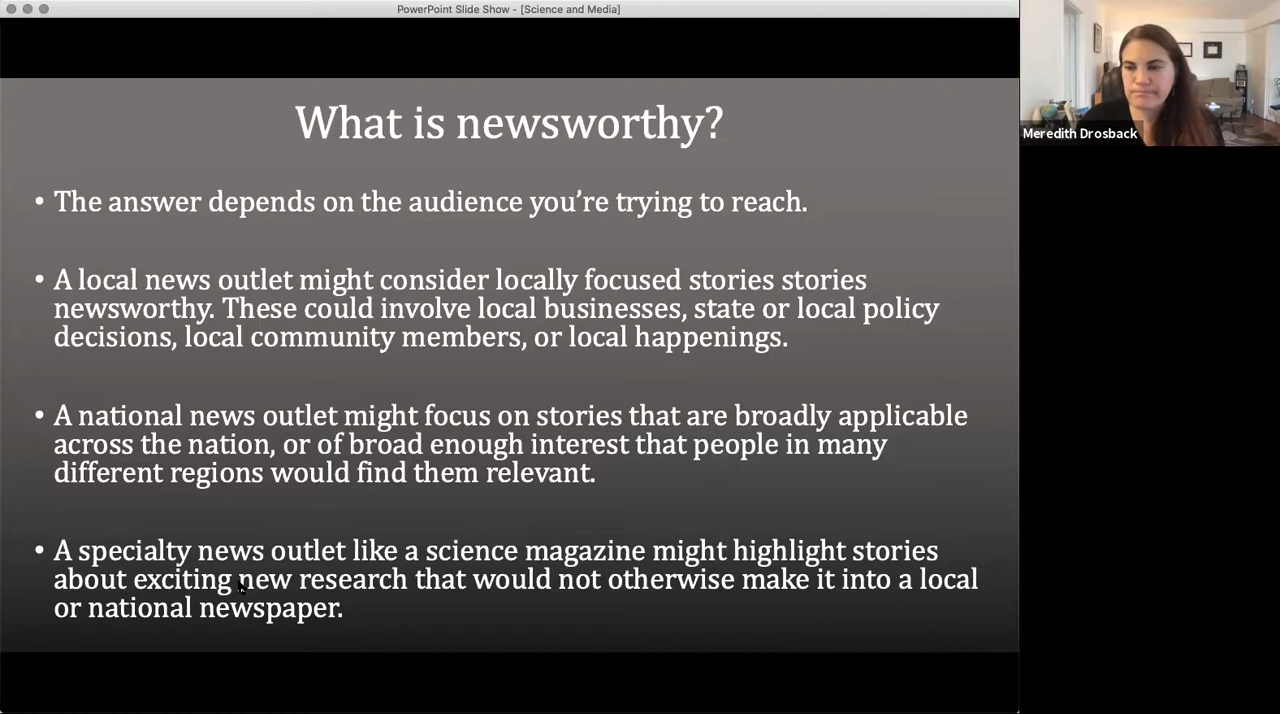 PowerPoint Slide Show - [Science and Media]
What is newsworthy?
• The answer depends on the audience you're trying to reach.
• A local news outlet might consider locally focused stories stories
newsworthy. These could involve local businesses, state or local policy
decisions, local community members, or local happenings.
• A national news outlet might focus on stories that are broadly applicable
across the nation, or of broad enough interest that people in many
different regions would find them relevant.
• A specialty news outlet like a science magazine might highlight stories
about exciting new research that would not otherwise make it into a local
or national newspaper.
Meredith Drosback